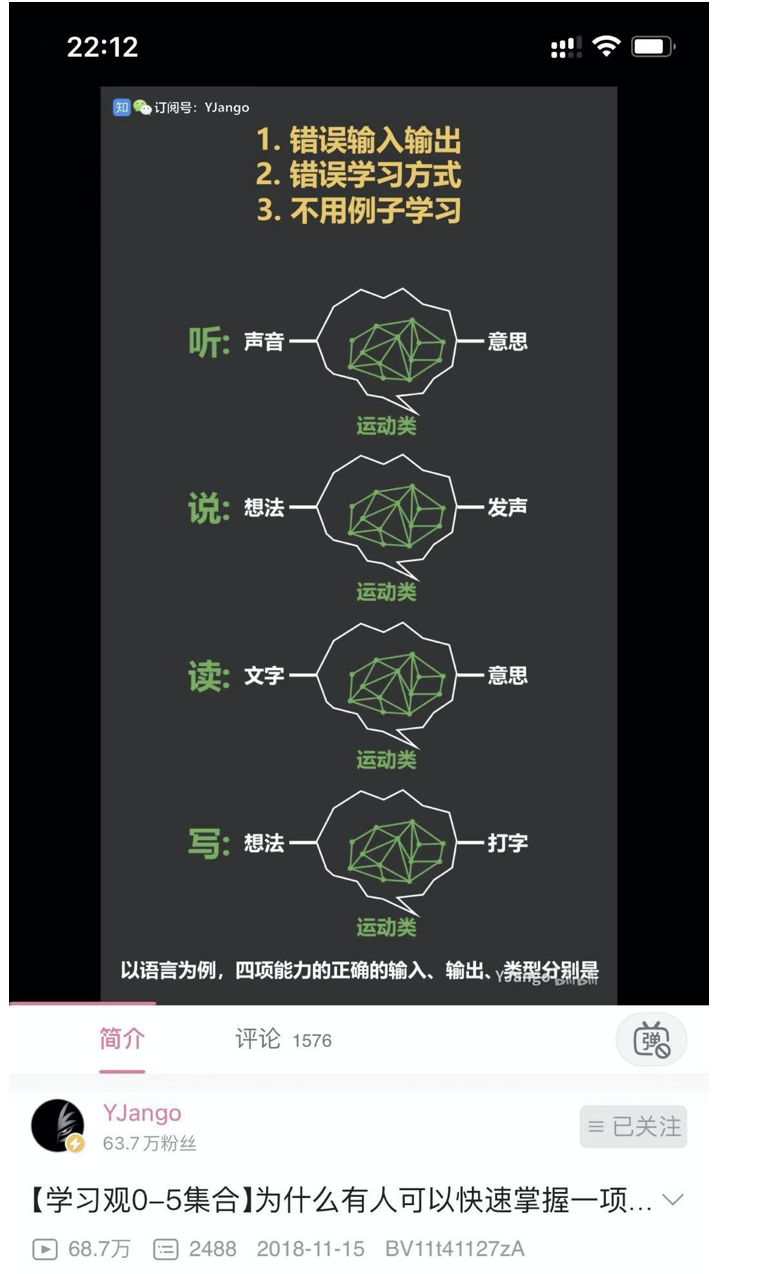 22:12
知 订阅号：YJango
1. 错误输入输出
2. 错误学习方式
3. 不用例子学习
听: 声音 意思
运动类
说: 想法 发声
运动类
读: 文字 意思
运动类
写: 想法 打字
运动类
以语言为例，四项能力的正确的输入、输出、类型分别是
YJango BiliBili
简介 评论 1576 弹
YJango
63.7万粉丝
已关注
【学习观0-5集合】为什么有人可以快速掌握一项...
68.7万 2488 2018-11-15 BV11t41127zA